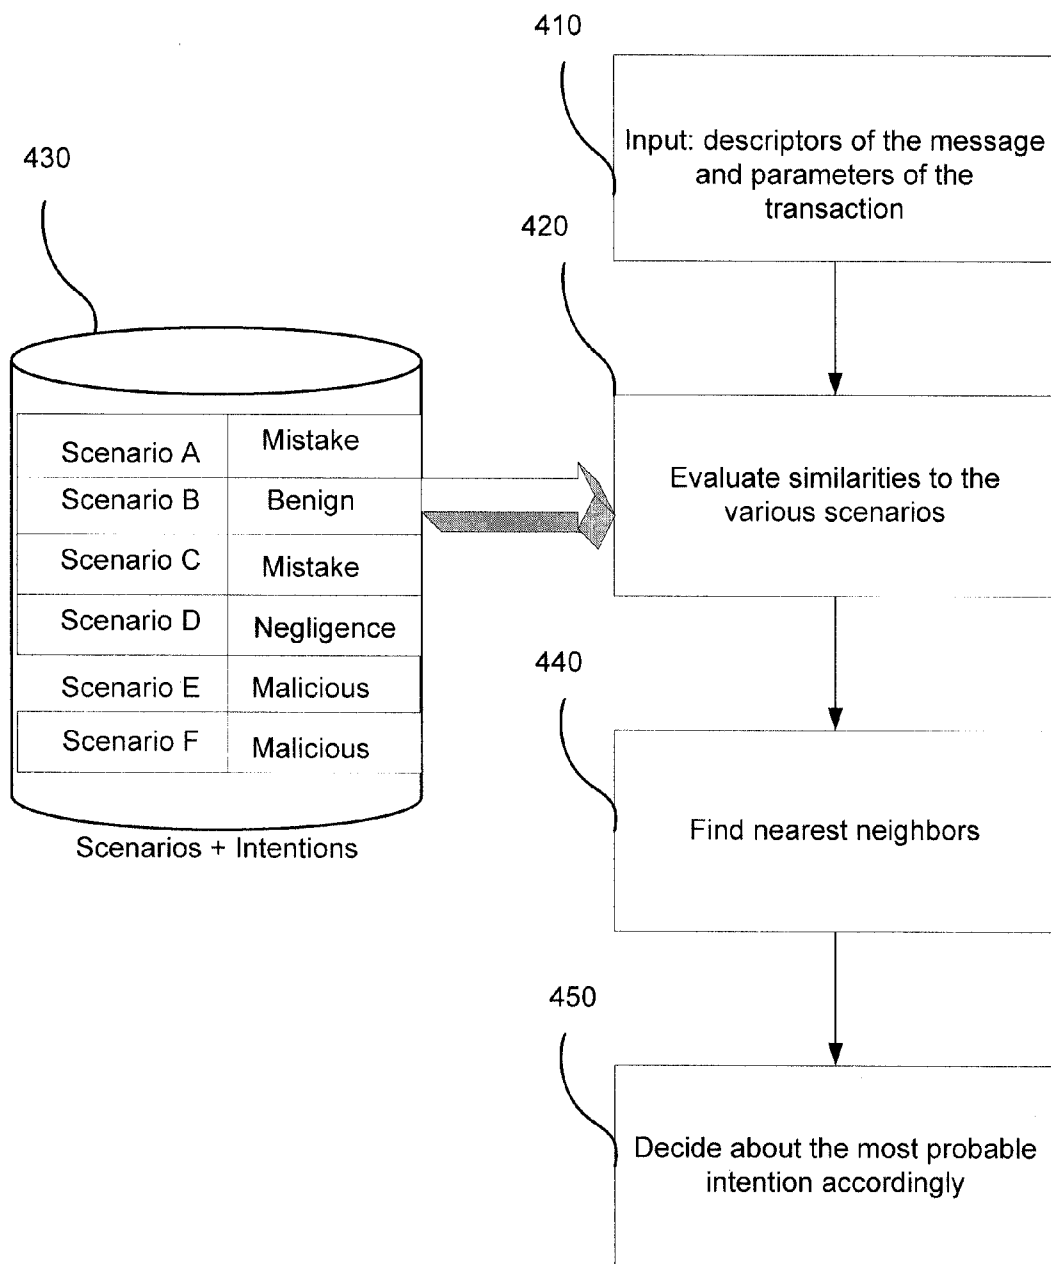 410
Input: descriptors of the message
and parameters of the
transaction
430
420
Scenario A Mistake
Scenario B Benign
Scenario C Mistake
Scenario D Negligence
Scenario E Malicious
Scenario F Malicious
Scenarios + Intentions
Evaluate similarities to the
various scenarios
440
Find nearest neighbors
450
Decide about the most probable
intention accordingly